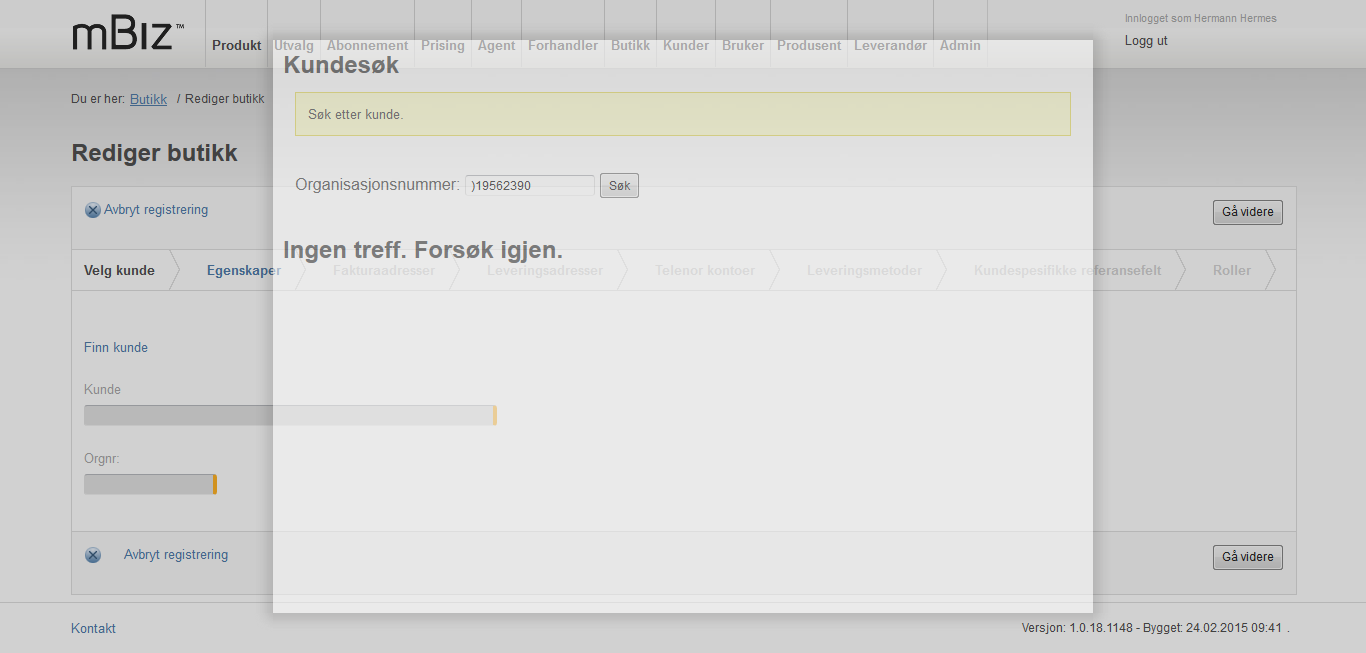 mBiz™
Produkt Utvalg Abonnement Prising Agent Forhandler Butikk Kunder Bruker Produsent Leverandør Admin
Innlogget som Hermann Hermes
Logg ut
Du er her: Butikk / Rediger butikk
Rediger butikk
Kundesøk
Søk etter kunde.
Organisasjonsnummer: )19562390 Søk
Ingen treff. Forsøk igjen.
Avbryt registrering Gå videre
Velg kunde Egenskaper Fakturaadresser Leveringsadresser Telenor kontoer Leveringsmetoder Kundespesifikke referansefelt Roller
Finn kunde
Kunde
Orgnr:
Avbryt registrering Gå videre
Kontakt Versjon: 1.0.18.1148 - Bygget: 24.02.2015 09:41 .